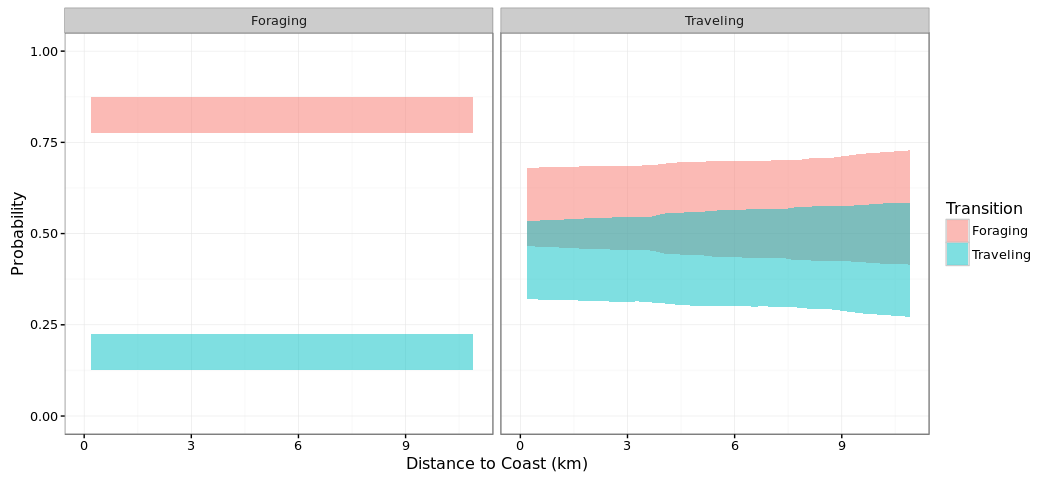 Foraging
Traveling
1.00
0.75
0.50
0.25
0.00
Probability
0 3 6 9
0 3 6 9
Distance to Coast (km)
Transition
Foraging
Traveling